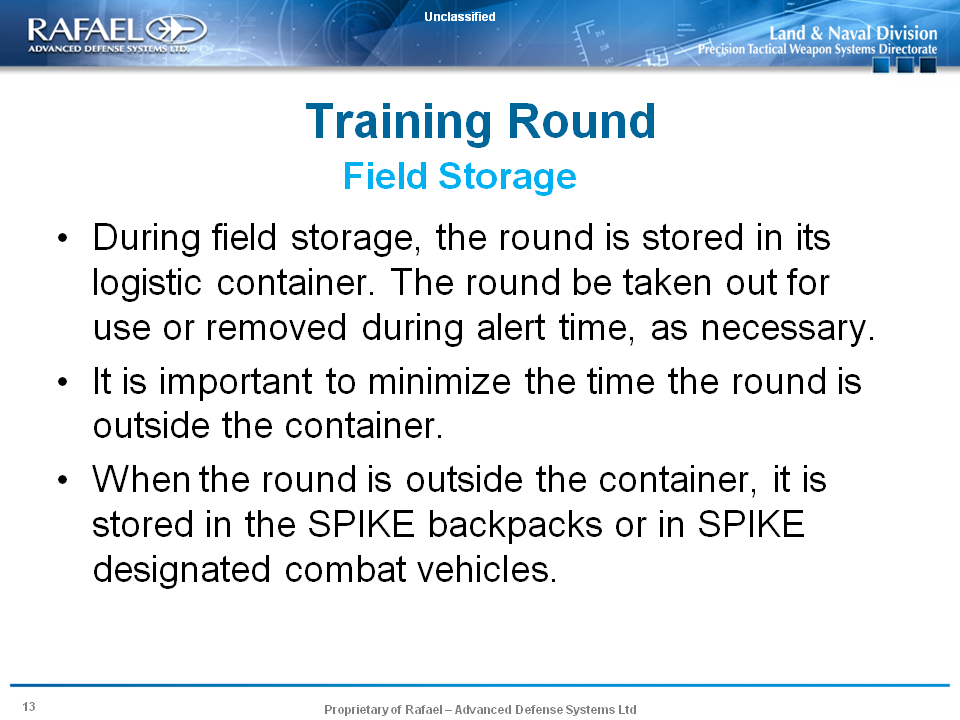 Unclassified
RAFAEL
ADVANCED DEFENSE SYSTEMS LTD.
Land & Naval Division
Precision Tactical Weapon Systems Directorate
Training Round
Field Storage
• During field storage, the round is stored in its
logistic container. The round be taken out for
use or removed during alert time, as necessary.
• It is important to minimize the time the round is
outside the container.
• When the round is outside the container, it is
stored in the SPIKE backpacks or in SPIKE
designated combat vehicles.
13
Proprietary of Rafael – Advanced Defense Systems Ltd